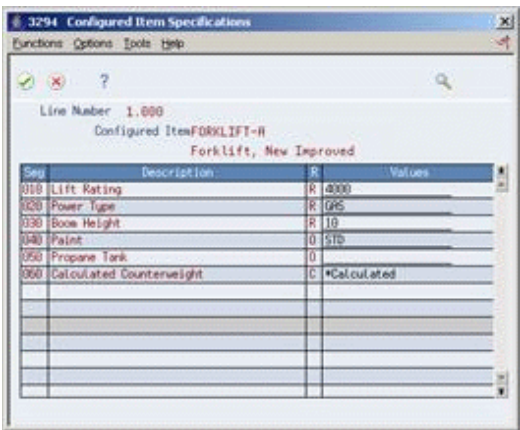 3294 Configured Item Specifications
Functions Options Tools Help
Line Number 1.000
Configured Item FORKLIFT-A
Forklift, New Improved
Seg Description R Values
010 Lift Rating R 4000
020 Power Type R GAS
030 Boom Height R 10
040 Paint O STD
050 Propane Tank O
060 Calculated Counterweight C *Calculated